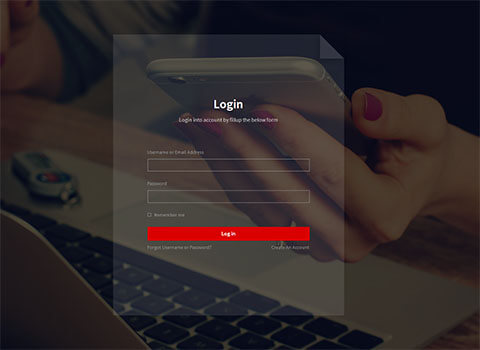 Login
Login into account by fillup the below form
Username or Email Address
Password
Remember me
Log in
Forgot Username or Password?
Create An Account